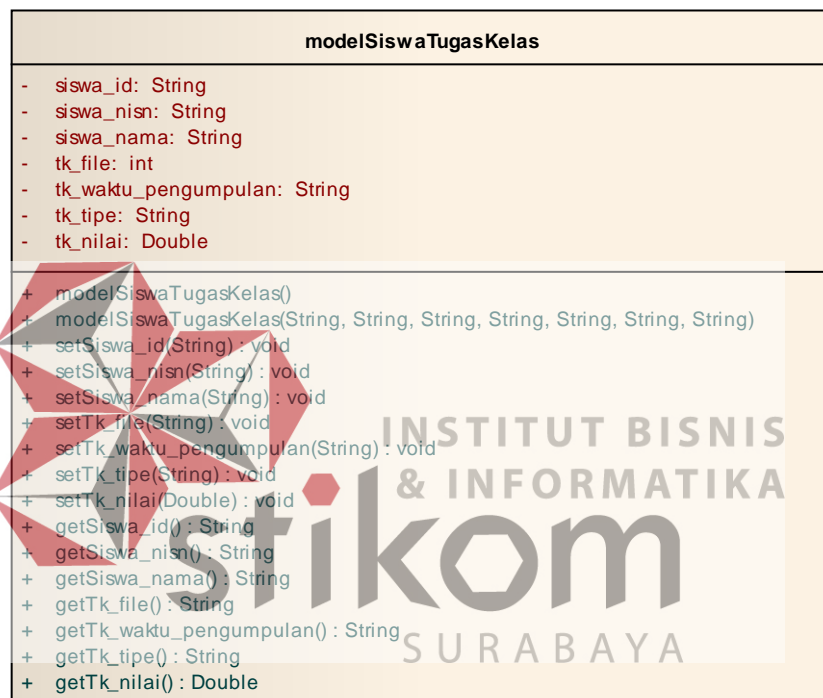 modelSiswaTugasKelas
- siswa_id: String
- siswa_nisn: String
- siswa_nama: String
- tk_file: int
- tk_waktu_pengumpulan: String
- tk_tipe: String
- tk_nilai: Double
+ modelSiswaTugasKelas()
+ modelSiswaTugasKelas(String, String, String, String, String, String, String)
+ setSiswa_id(String) : void
+ setSiswa_nisn(String) : void
+ setSiswa_nama(String) : void
+ setTk_file(String) : void
+ setTk_waktu_pengumpulan(String) : void
+ setTk_tipe(String) : void
+ setTk_nilai(Double) : void
+ getSiswa_id() : String
+ getSiswa_nisn() : String
+ getSiswa_nama() : String
+ getTk_file() : String
+ getTk_waktu_pengumpulan() : String
+ getTk_tipe() : String
+ getTk_nilai() : Double
INSTITUT BISNIS
& INFORMATIKA
stikom
SURABAYA